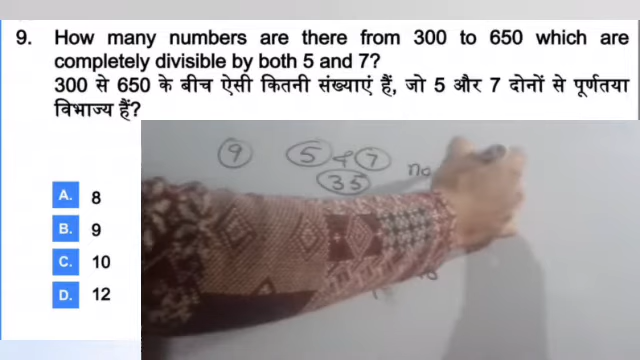 9. How many numbers are there from 300 to 650 which are
completely divisible by both 5 and 7?
300 से 650 के बीच ऐसी कितनी संख्याएं हैं, जो 5 और 7 दोनों से पूर्णतया
विभाज्य हैं?
9 5 & 7
35 no
A. 8
B. 9
C. 10
D. 12